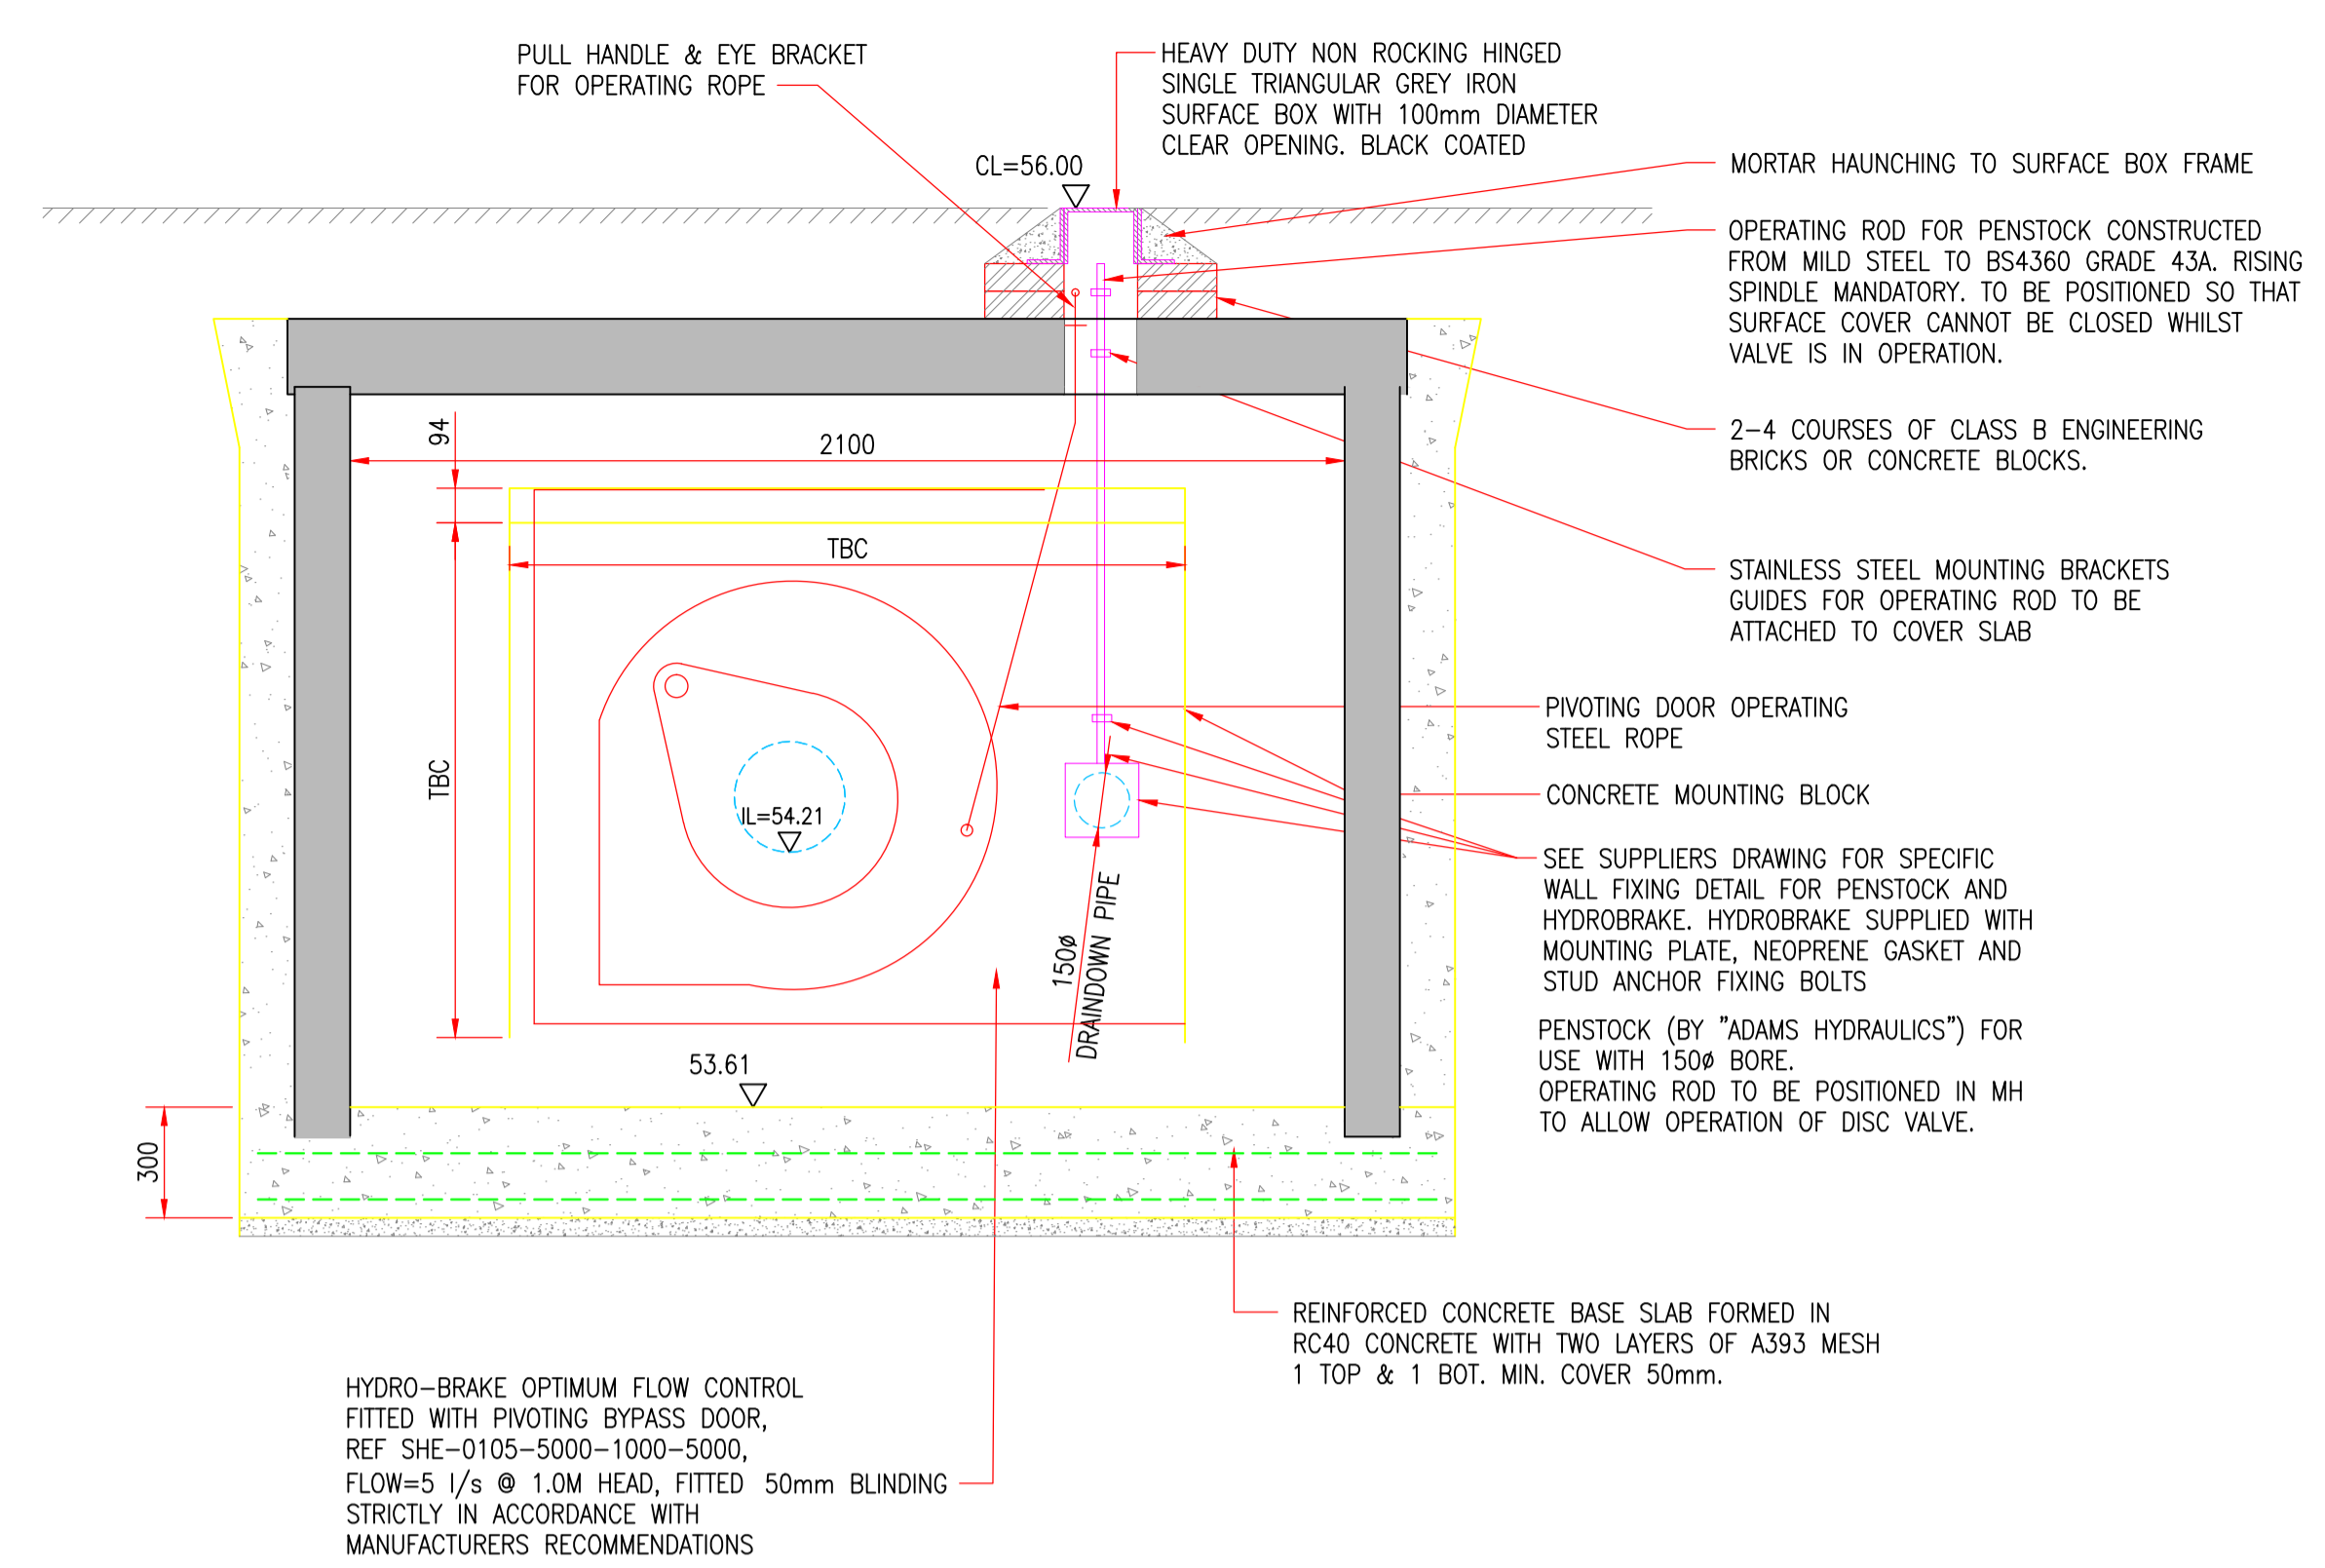 PULL HANDLE & EYE BRACKET
FOR OPERATING ROPE
HEAVY DUTY NON ROCKING HINGED
SINGLE TRIANGULAR GREY IRON
SURFACE BOX WITH 100mm DIAMETER
CLEAR OPENING. BLACK COATED
CL=56.00
MORTAR HAUNCHING TO SURFACE BOX FRAME
OPERATING ROD FOR PENSTOCK CONSTRUCTED
FROM MILD STEEL TO BS4360 GRADE 43A. RISING
SPINDLE MANDATORY. TO BE POSITIONED SO THAT
SURFACE COVER CANNOT BE CLOSED WHILST
VALVE IS IN OPERATION.
2-4 COURSES OF CLASS B ENGINEERING
BRICKS OR CONCRETE BLOCKS.
94
2100
TBC
STAINLESS STEEL MOUNTING BRACKETS
GUIDES FOR OPERATING ROD TO BE
ATTACHED TO COVER SLAB
PIVOTING DOOR OPERATING
STEEL ROPE
TBC
CONCRETE MOUNTING BLOCK
IL=54.21
SEE SUPPLIERS DRAWING FOR SPECIFIC
WALL FIXING DETAIL FOR PENSTOCK AND
HYDROBRAKE. HYDROBRAKE SUPPLIED WITH
MOUNTING PLATE, NEOPRENE GASKET AND
STUD ANCHOR FIXING BOLTS
150ø
DRAINDOWN PIPE
PENSTOCK (BY "ADAMS HYDRAULICS") FOR
USE WITH 150ø BORE.
OPERATING ROD TO BE POSITIONED IN MH
TO ALLOW OPERATION OF DISC VALVE.
53.61
300
REINFORCED CONCRETE BASE SLAB FORMED IN
RC40 CONCRETE WITH TWO LAYERS OF A393 MESH
1 TOP & 1 BOT. MIN. COVER 50mm.
HYDRO-BRAKE OPTIMUM FLOW CONTROL
FITTED WITH PIVOTING BYPASS DOOR,
REF SHE-0105-5000-1000-5000,
FLOW=5 l/s @ 1.0M HEAD, FITTED 50mm BLINDING
STRICTLY IN ACCORDANCE WITH
MANUFACTURERS RECOMMENDATIONS